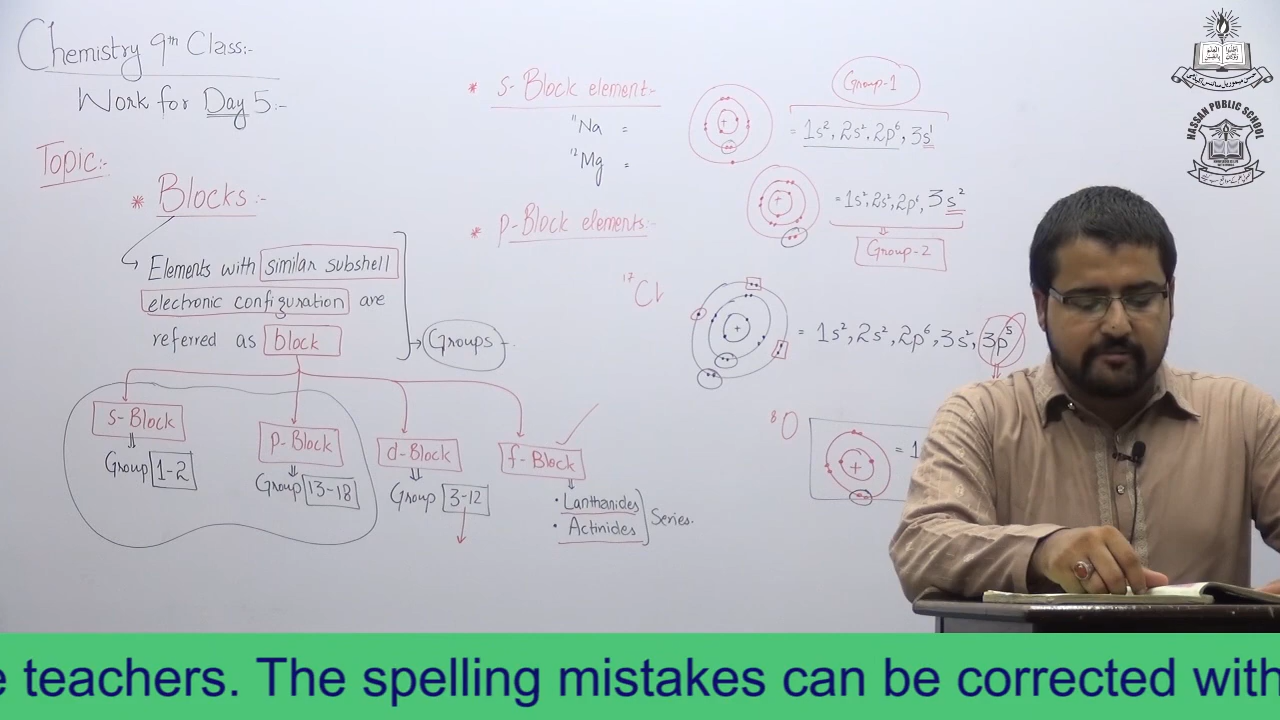 Chemistry 9th Class:-
Work for Day 5:-
Topic:-
* Blocks:-
Elements with similar subshell
electronic configuration are
referred as block
Groups
s-Block
Group 1-2
p-Block
Group 13-18
d-Block
Group 3-12
f-Block
• Lanthanides
• Actinides
Series.
* s-Block element:-
¹¹Na =
¹²Mg =
Group-1
+
= 1s², 2s², 2p⁶, 3s¹
+
= 1s², 2s², 2p⁶, 3s²
Group-2
* p-Block elements:-
¹⁷Cl
+
= 1s², 2s², 2p⁶, 3s², 3p⁵
⁸O
+
= 1
HASSAN PUBLIC SCHOOL
e teachers. The spelling mistakes can be corrected with